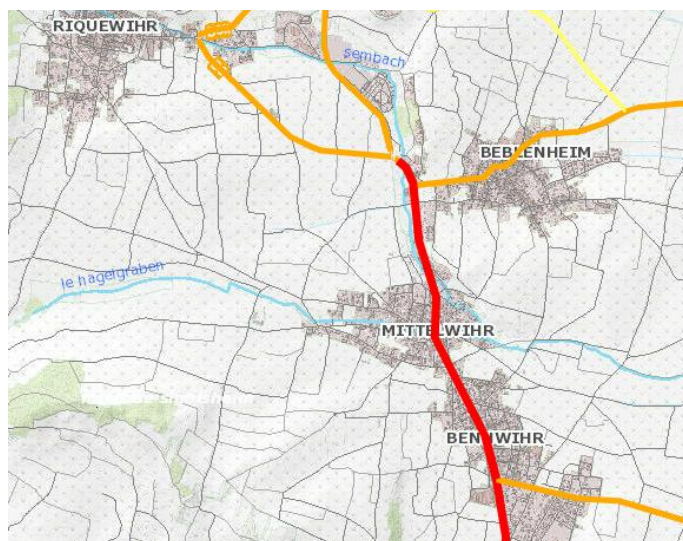 RIQUEWIHR
sembach
BEBLENHEIM
le hagelgraben
MITTELWIHR
BENNWIHR